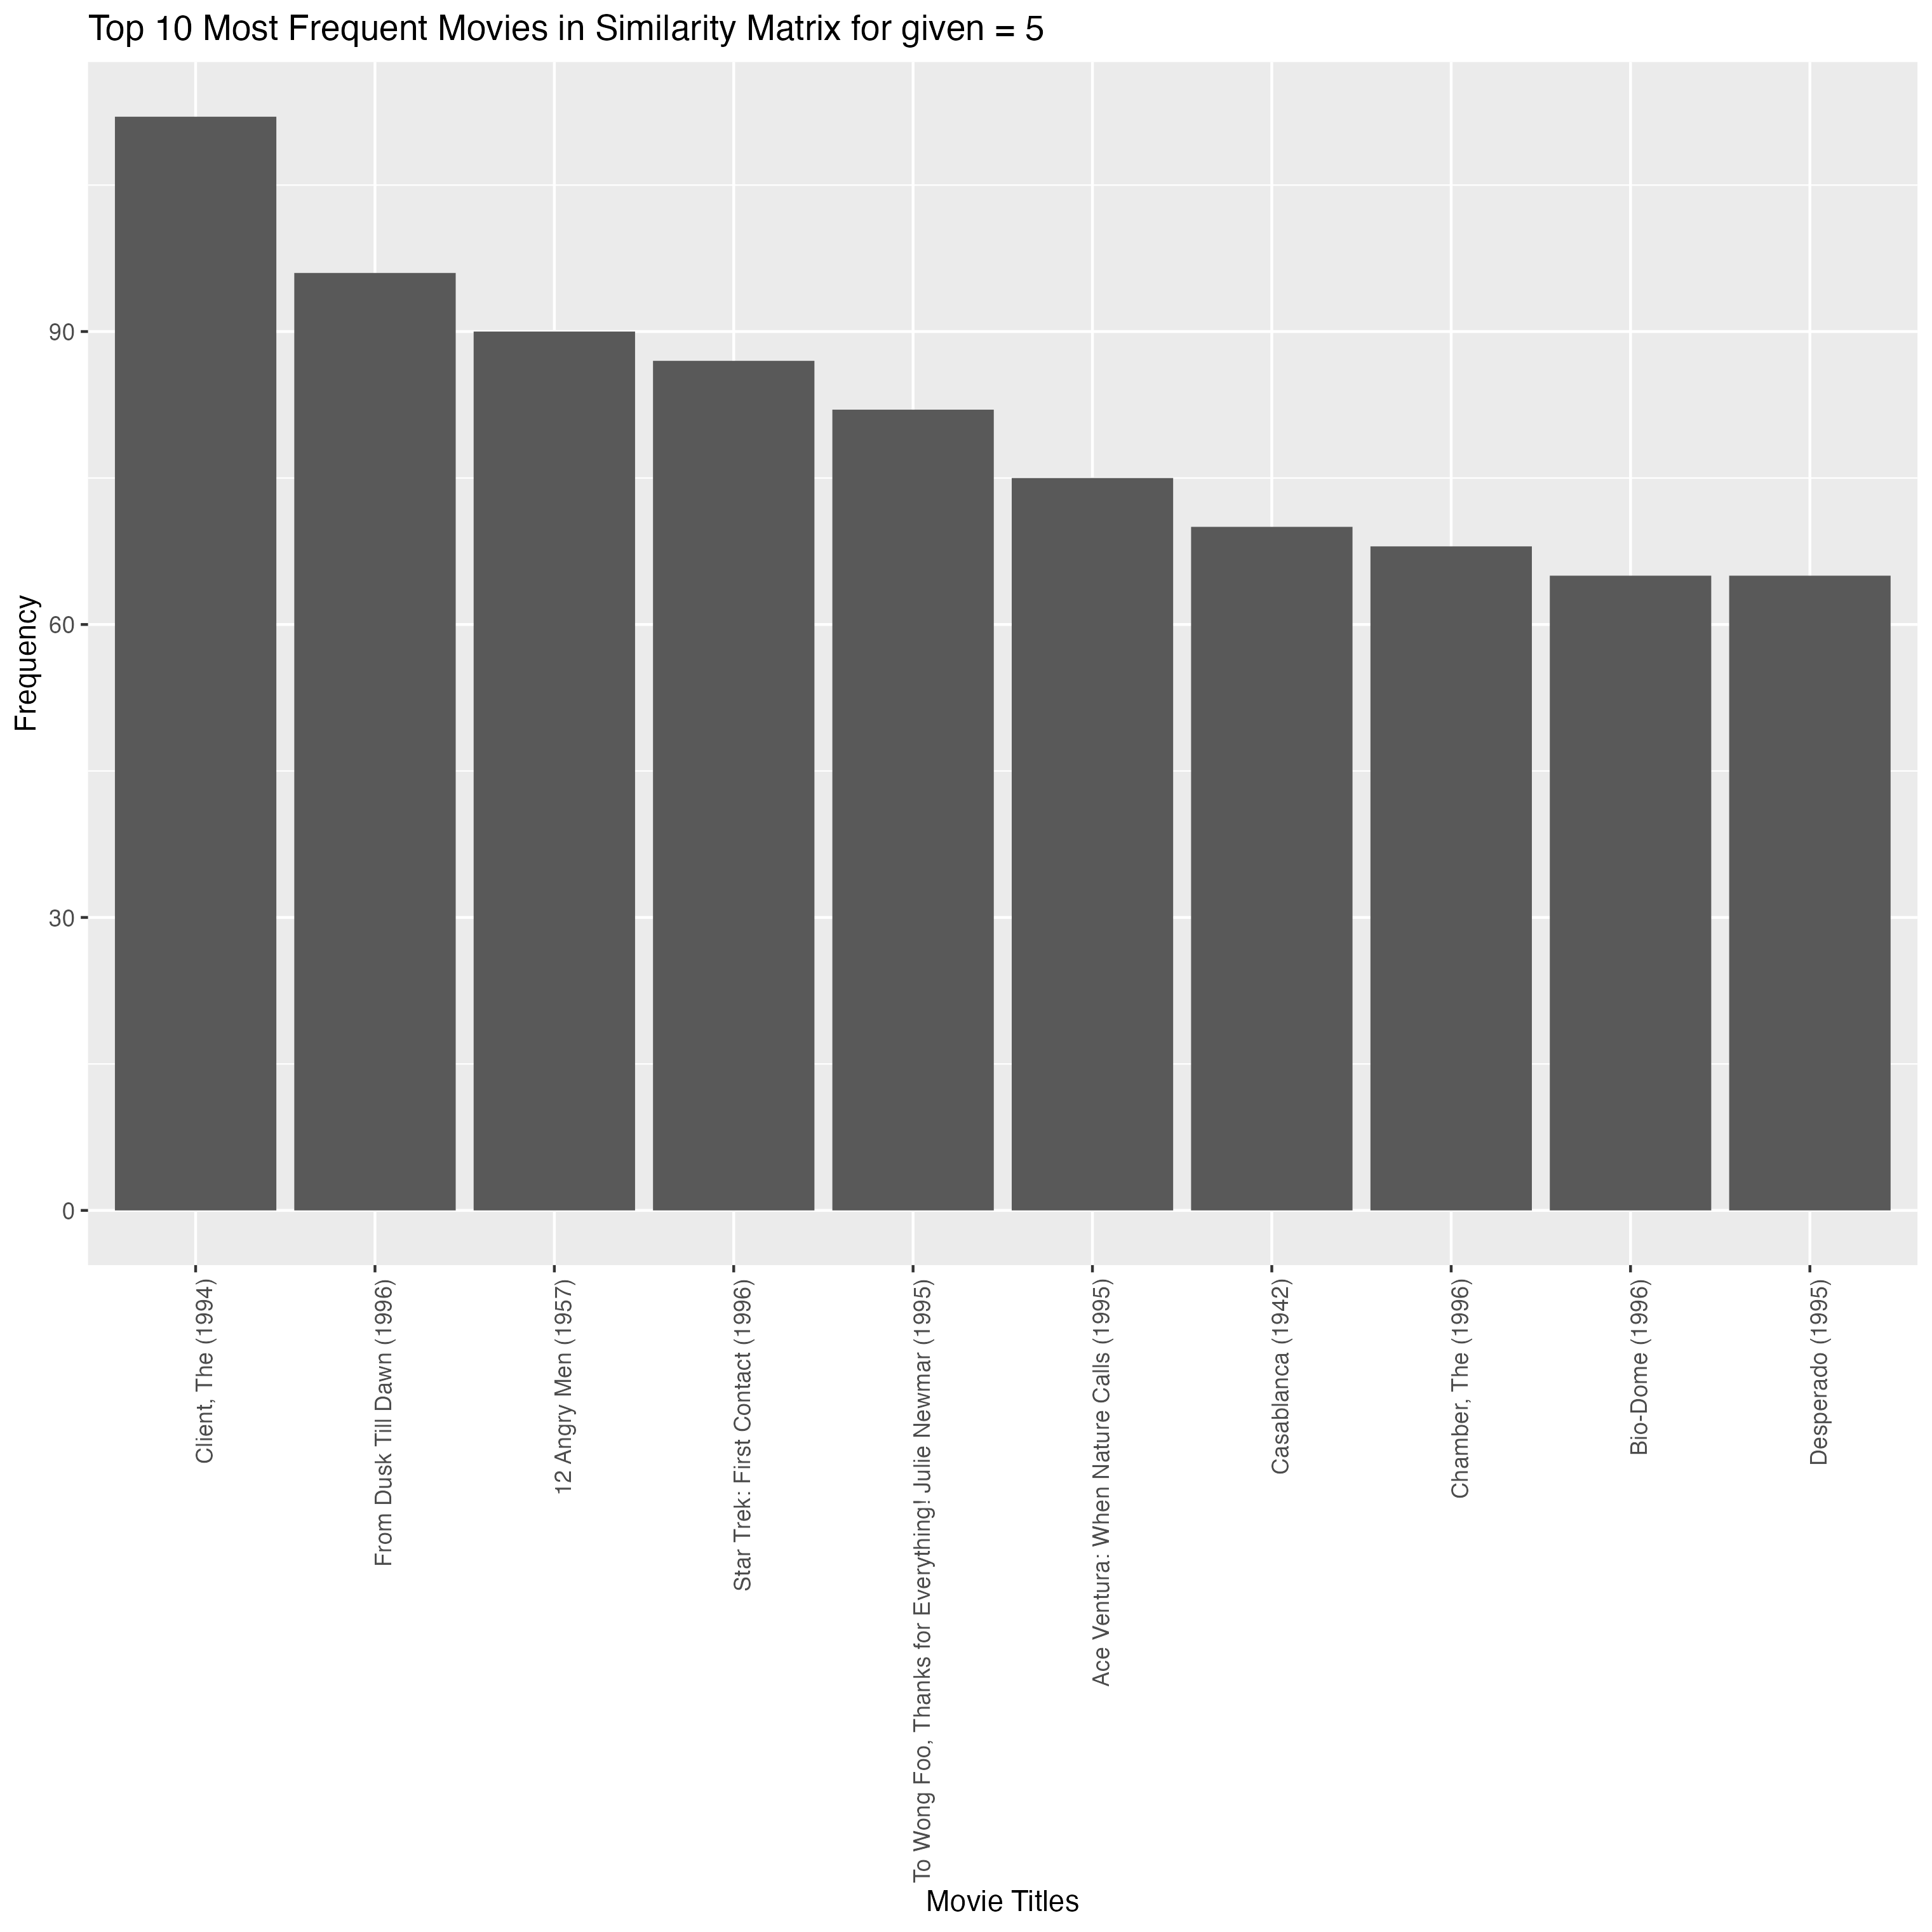 Top 10 Most Frequent Movies in Similarity Matrix for given = 5
Frequency
90
60
30
0
Client, The (1994)
From Dusk Till Dawn (1996)
12 Angry Men (1957)
Star Trek: First Contact (1996)
To Wong Foo, Thanks for Everything! Julie Newmar (1995)
Ace Ventura: When Nature Calls (1995)
Casablanca (1942)
Chamber, The (1996)
Bio-Dome (1996)
Desperado (1995)
Movie Titles